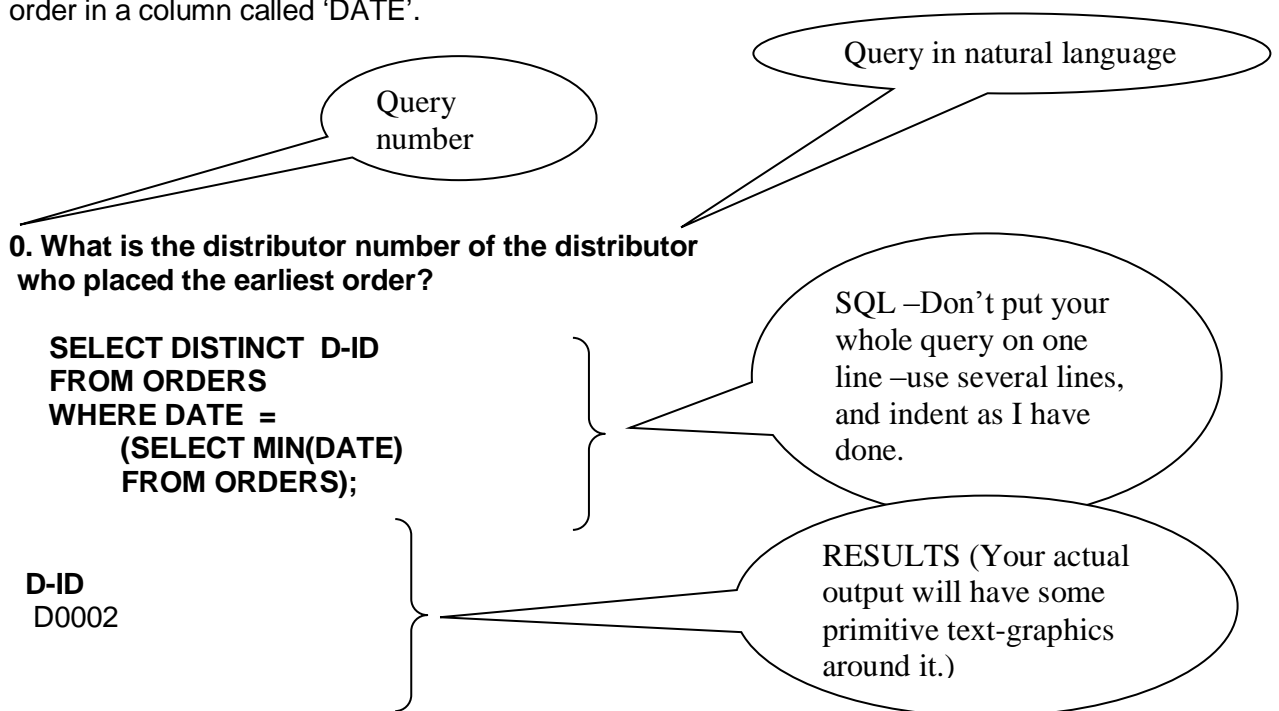 order in a column called ‘DATE’.
Query in natural language
Query
number
0. What is the distributor number of the distributor
who placed the earliest order?
SQL –Don’t put your
whole query on one
line –use several lines,
and indent as I have
done.
SELECT DISTINCT D-ID
FROM ORDERS
WHERE DATE =
(SELECT MIN(DATE)
FROM ORDERS);
RESULTS (Your actual
output will have some
primitive text-graphics
around it.)
D-ID
D0002